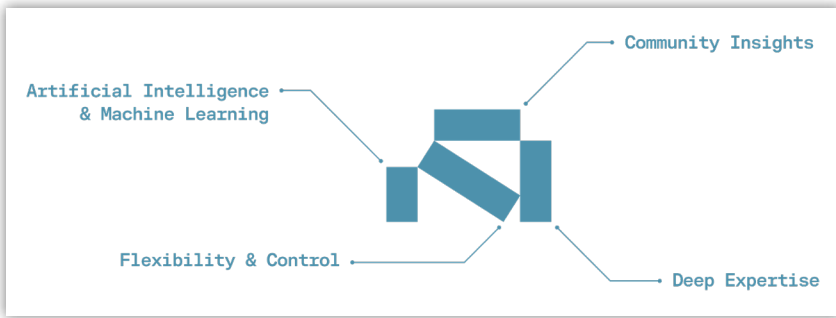 Community Insights
Artificial Intelligence
& Machine Learning
Flexibility & Control
Deep Expertise